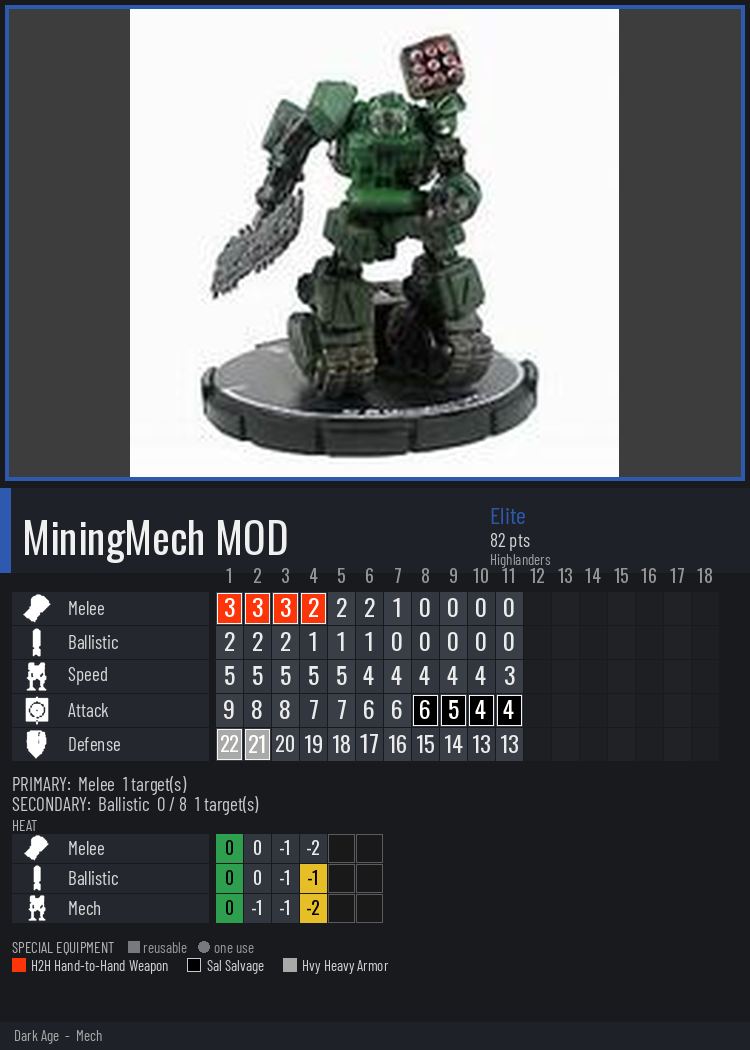 MiningMech MOD
Elite
82 pts
Highlanders
1 2 3 4 5 6 7 8 9 10 11 12 13 14 15 16 17 18
Melee 3 3 3 2 2 2 1 0 0 0 0
Ballistic 2 2 2 1 1 1 0 0 0 0 0
Speed 5 5 5 5 5 4 4 4 4 4 3
Attack 9 8 8 7 7 6 6 6 5 4 4
Defense 22 21 20 19 18 17 16 15 14 13 13
PRIMARY: Melee 1 target(s)
SECONDARY: Ballistic 0 / 8 1 target(s)
HEAT
Melee 0 0 -1 -2
Ballistic 0 0 -1 -1
Mech 0 -1 -1 -2
SPECIAL EQUIPMENT reusable one use
H2H Hand-to-Hand Weapon Sal Salvage Hvy Heavy Armor
Dark Age - Mech